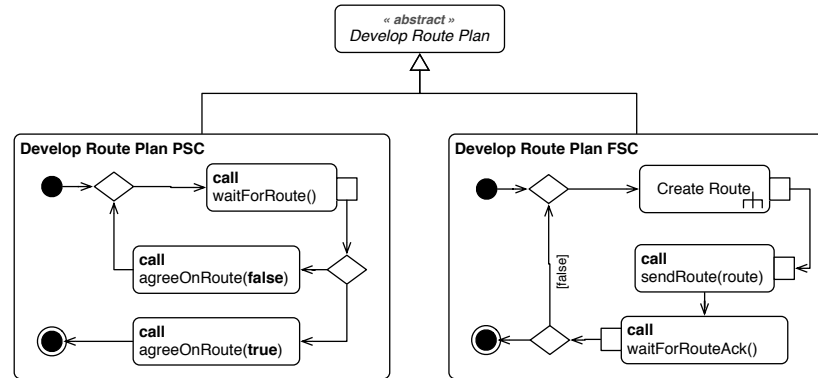 « abstract »
Develop Route Plan
Develop Route Plan PSC
call
waitForRoute()
call
agreeOnRoute(false)
call
agreeOnRoute(true)
Develop Route Plan FSC
Create Route
call
sendRoute(route)
[false]
call
waitForRouteAck()